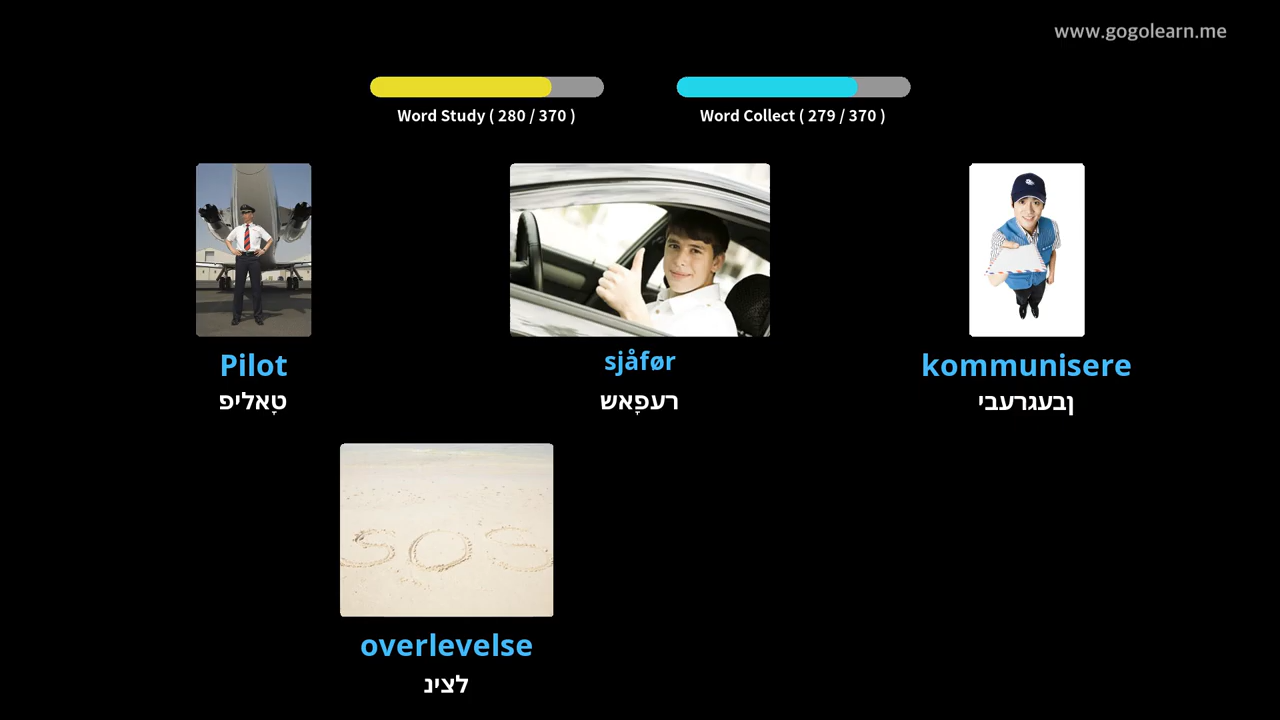 www.gogolearn.me
Word Study ( 280 / 370 )
Word Collect ( 279 / 370 )
Pilot
טָאליפ
sjåfør
רעפָאש
kommunisere
ןבעגרעבי
overlevelse
לצינ